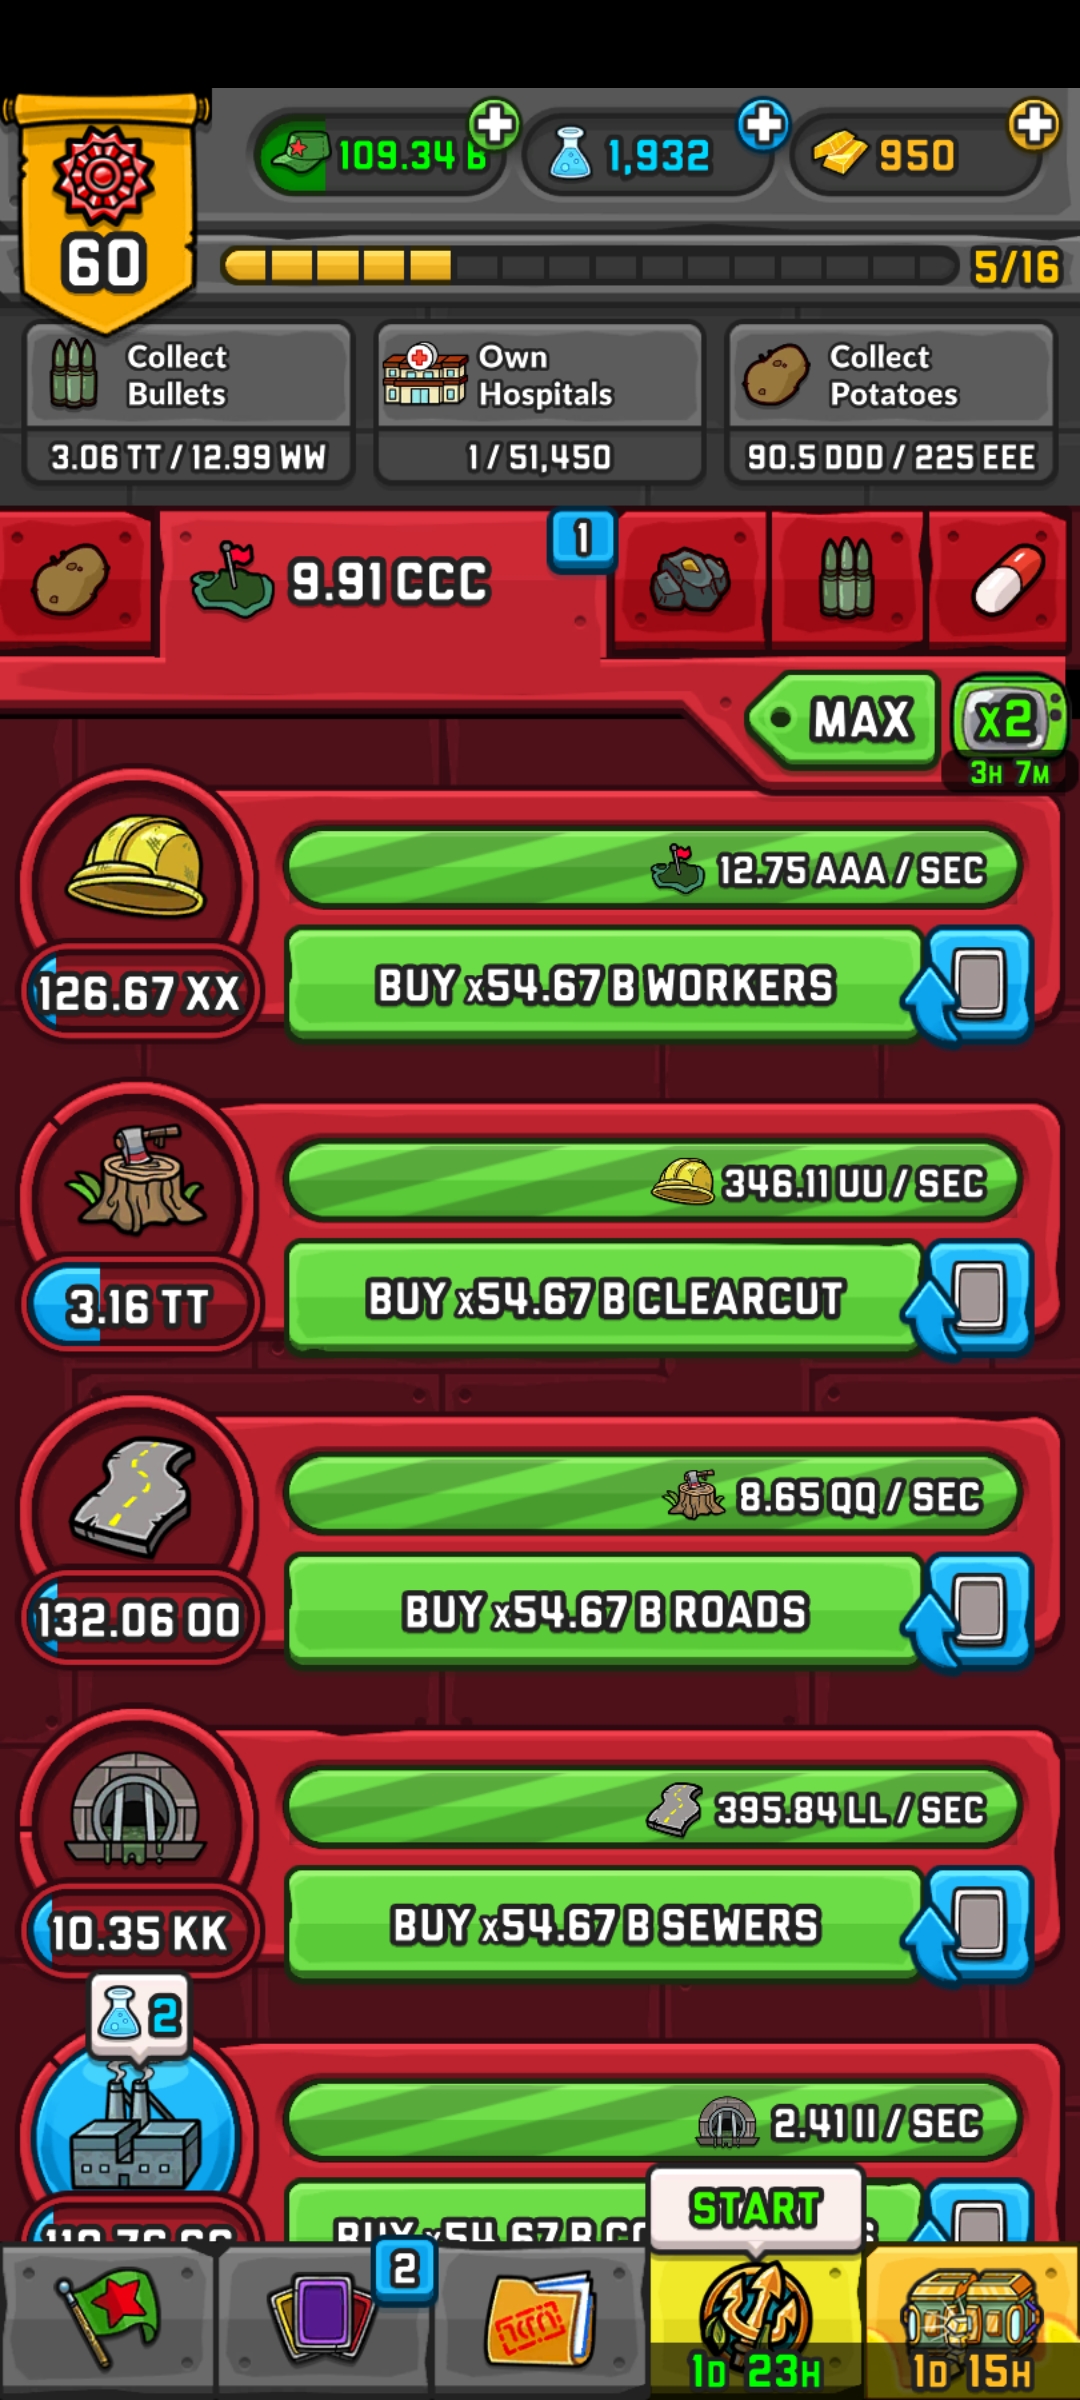 109.34 B
1,932
950
60
5/16
Collect
Bullets
Own
Hospitals
Collect
Potatoes
3.06 TT / 12.99 WW
1 / 51,450
90.5 DDD / 225 EEE
1
9.91 CCC
MAX
x2
3H 7M
12.75 AAA / SEC
126.67 XX
BUY x54.67 B WORKERS
346.11 UU / SEC
3.16 TT
BUY x54.67 B CLEARCUT
8.65 QQ / SEC
132.06 OO
BUY x54.67 B ROADS
395.84 LL / SEC
10.35 KK
BUY x54.67 B SEWERS
2
2.41 II / SEC
START
BUY x54.67 B
2
1D 23H
1D 15H